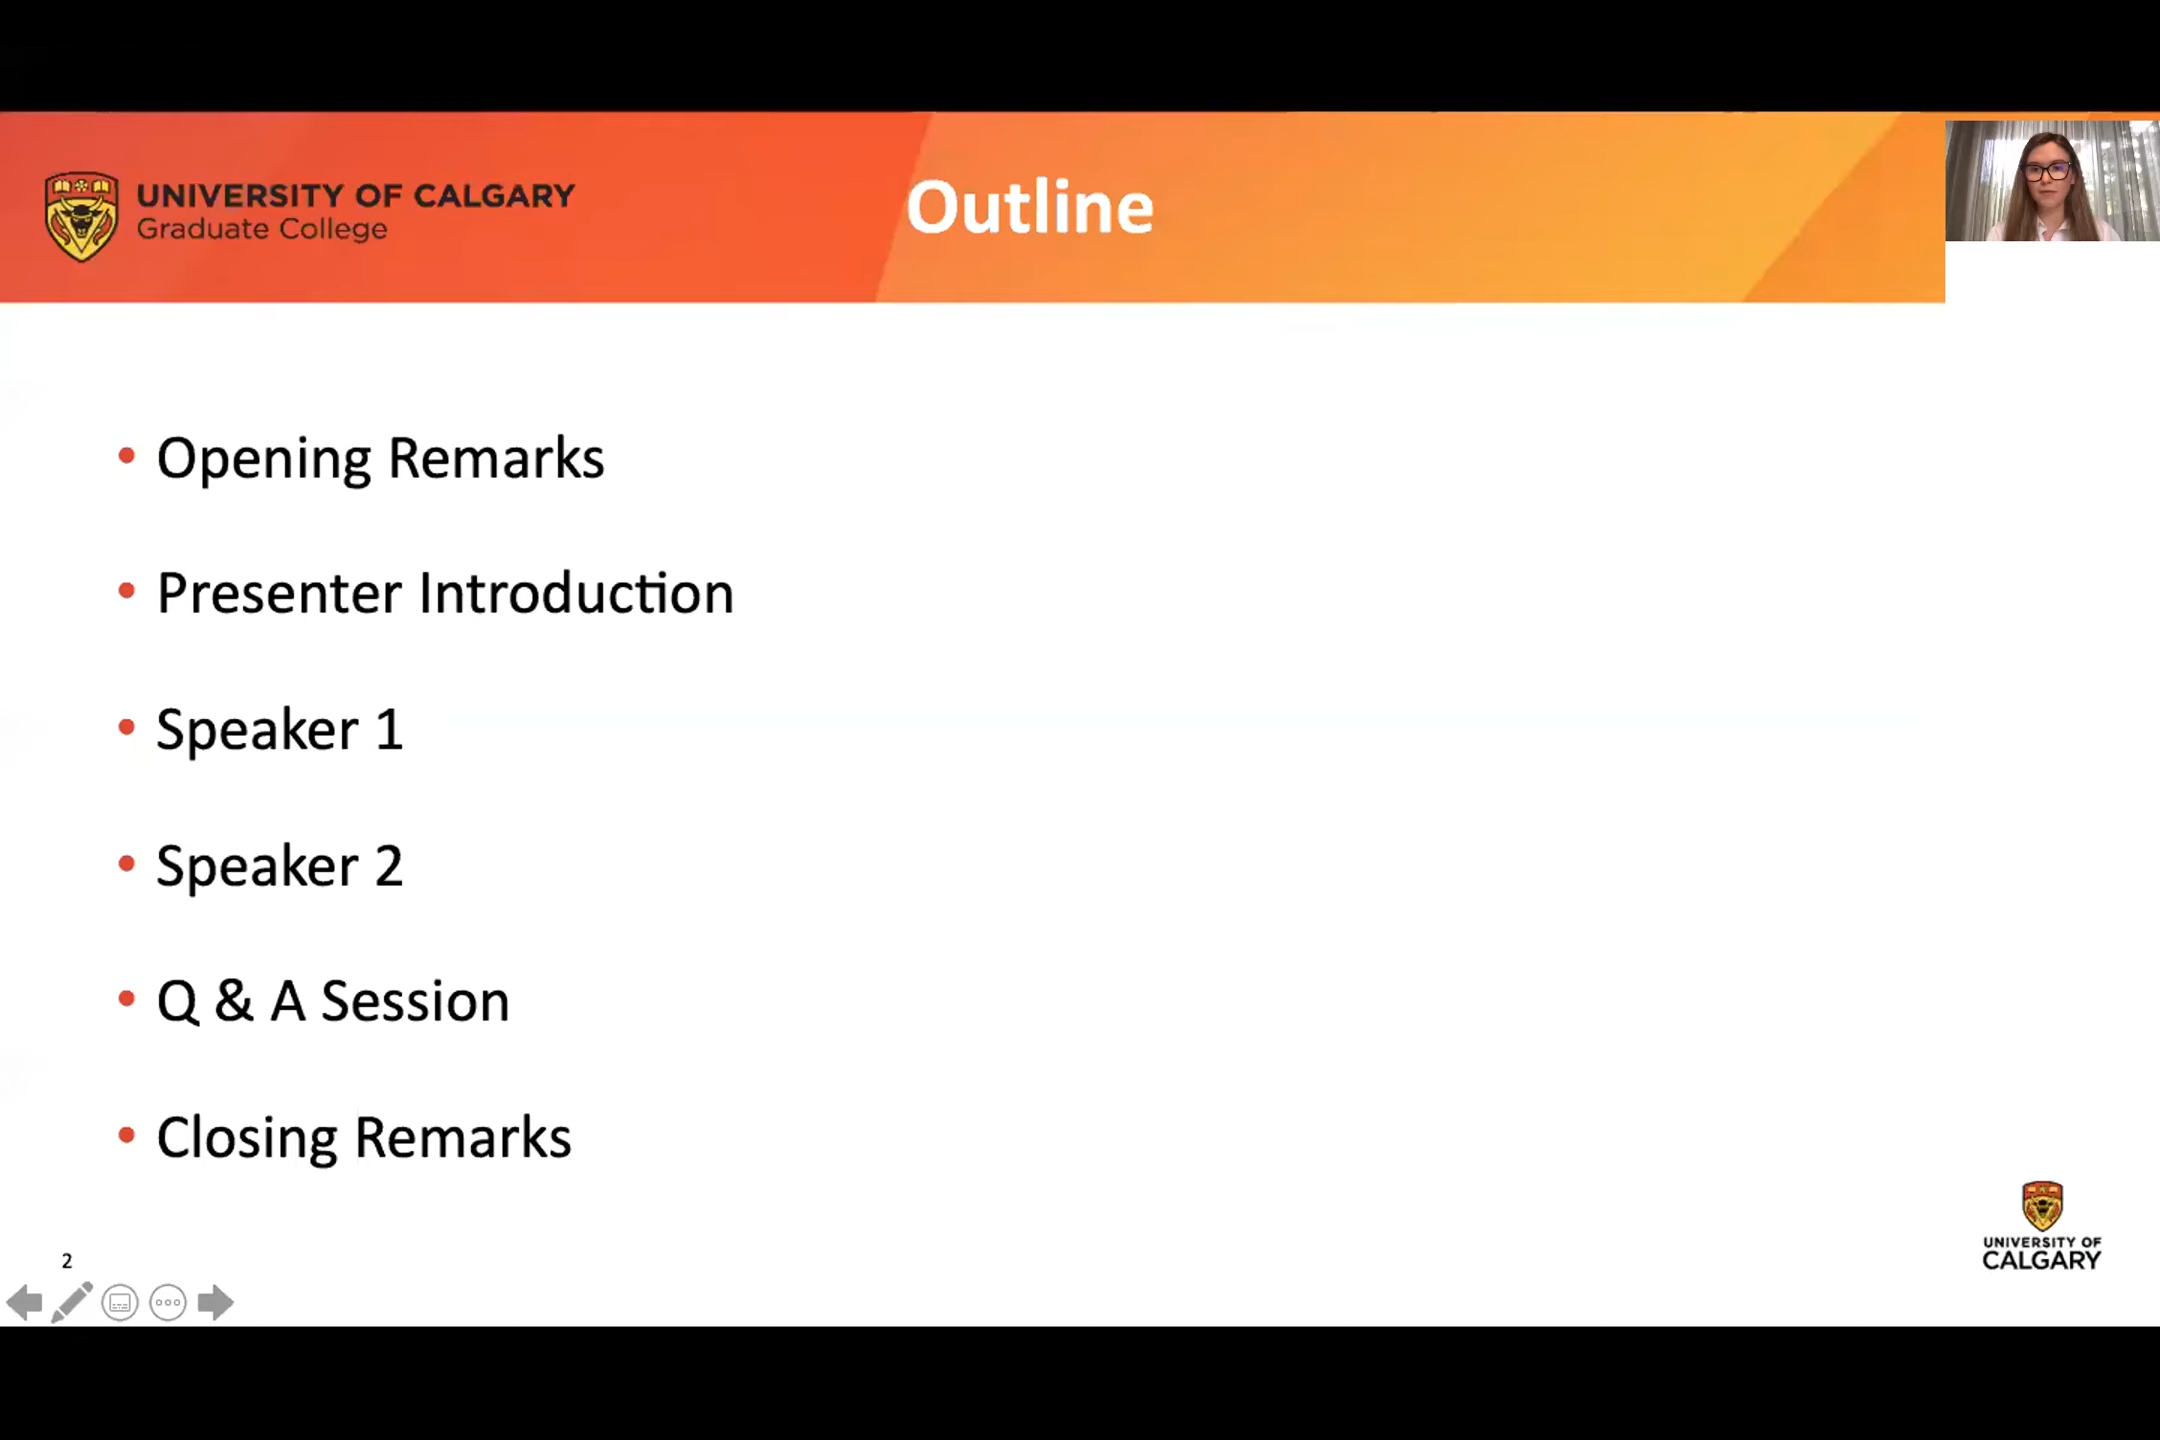 UNIVERSITY OF CALGARY
Graduate College
Outline
• Opening Remarks
• Presenter Introduction
• Speaker 1
• Speaker 2
• Q & A Session
• Closing Remarks
2
UNIVERSITY OF
CALGARY